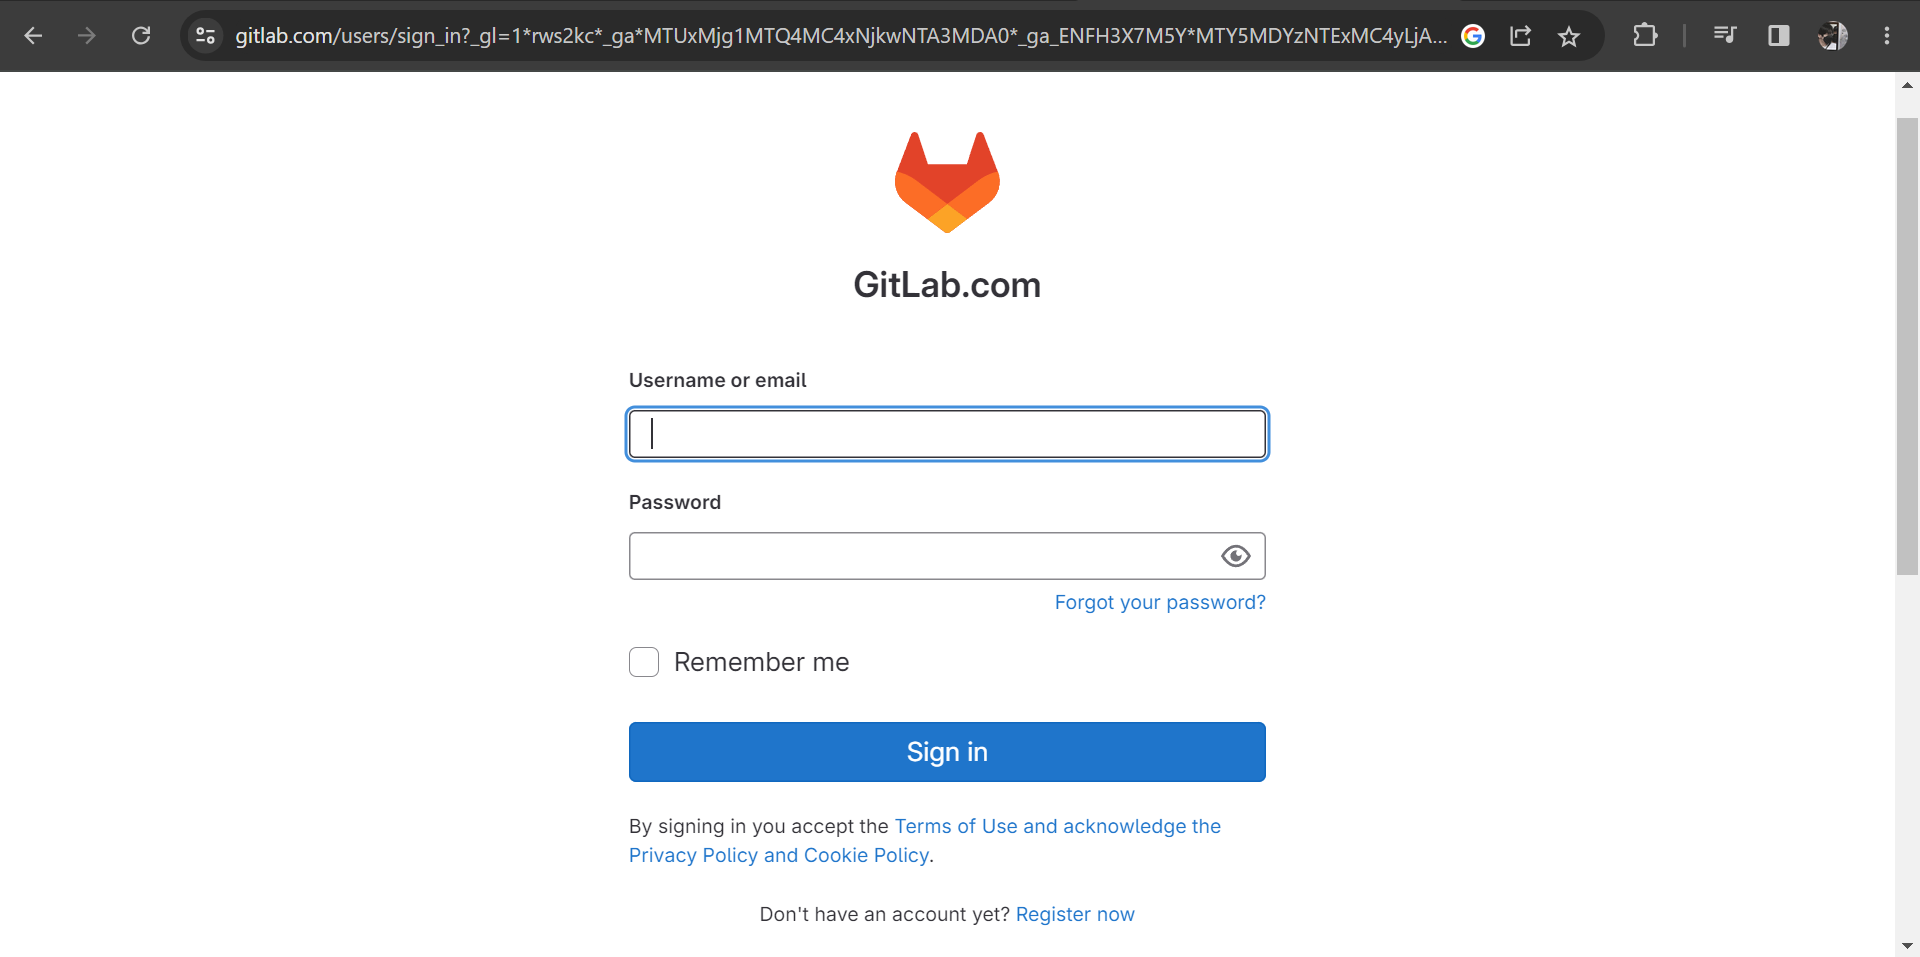 gitlab.com/users/sign_in?_gl=1*rws2kc*_ga*MTUxMjg1MTQ4MC4xNjkwNTA3MDA0*_ga_ENFH3X7M5Y*MTY5MDYzNTExMC4yLjA...
GitLab.com
Username or email
Password
Forgot your password?
Remember me
Sign in
By signing in you accept the Terms of Use and acknowledge the
Privacy Policy and Cookie Policy.
Don't have an account yet? Register now